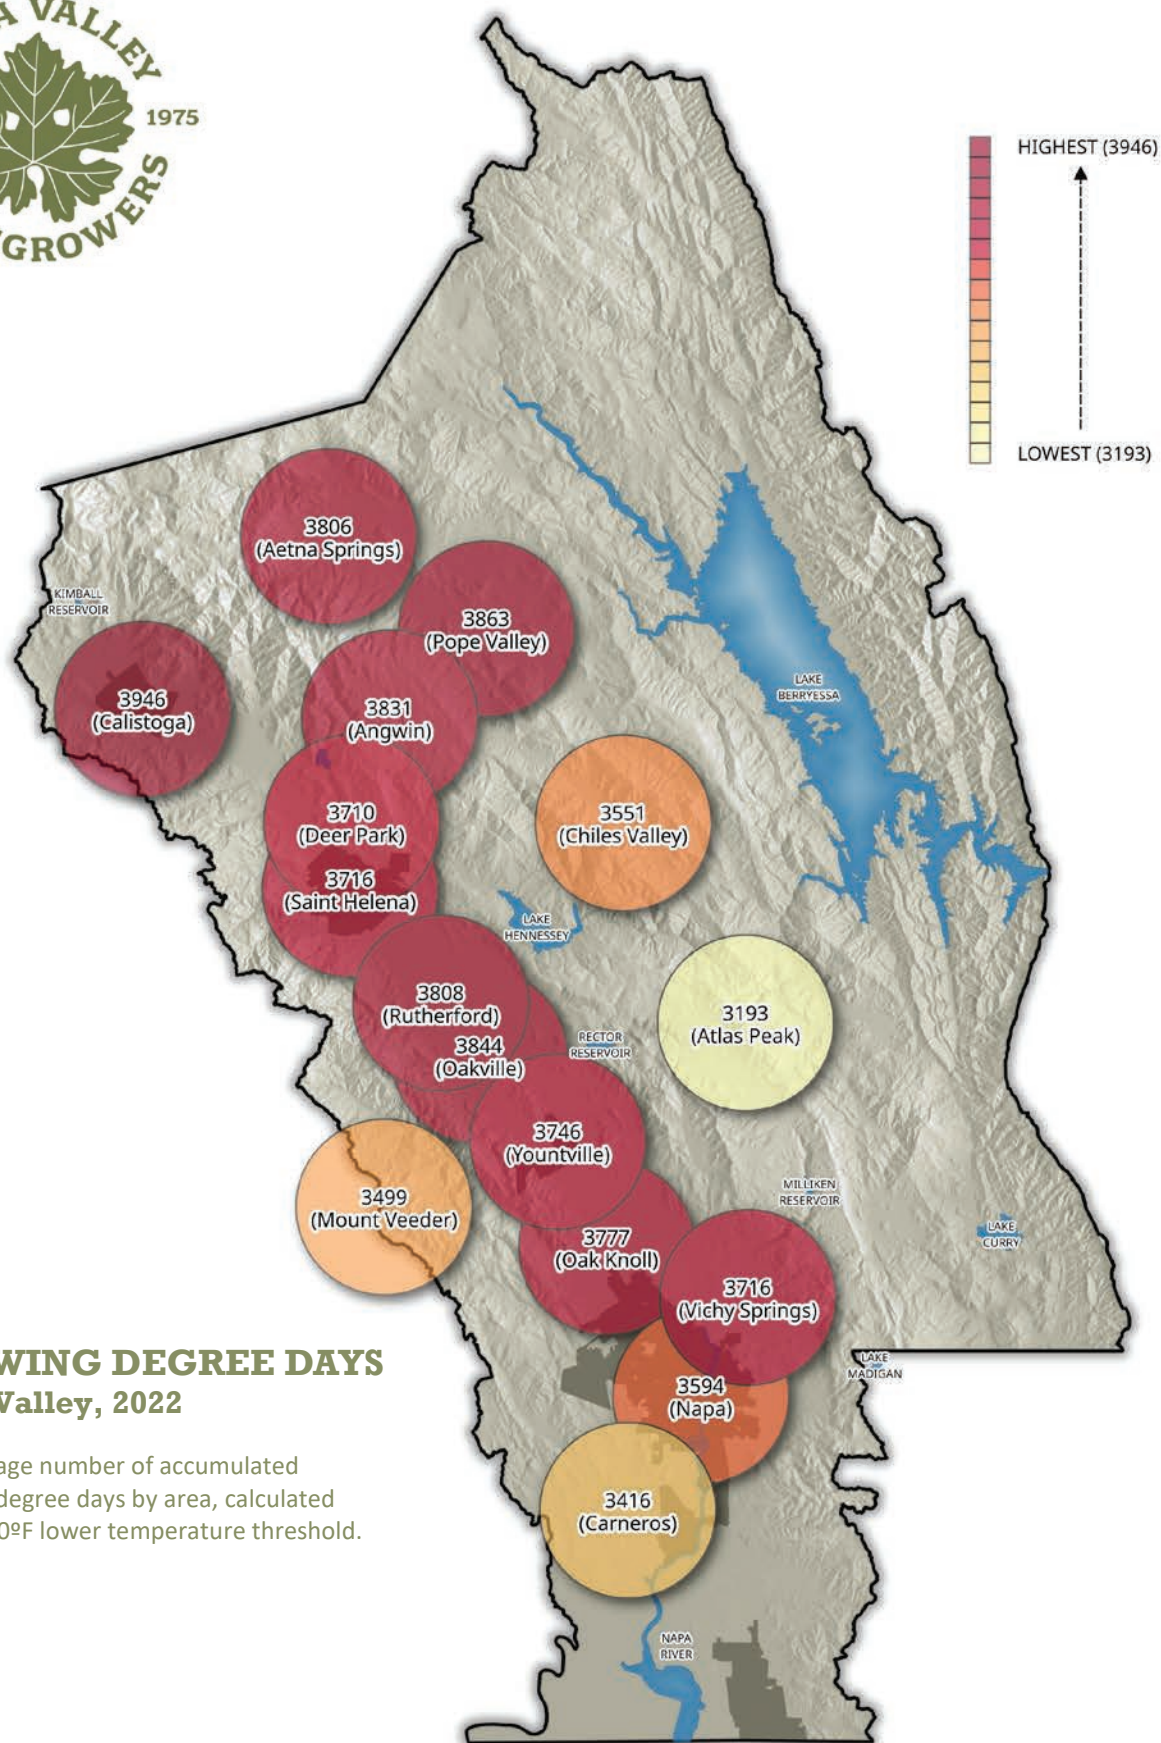 VALLEY
1975
GROWERS
HIGHEST (3946)
LOWEST (3193)
3806
(Aetna Springs)
KIMBALL
RESERVOIR
3863
(Pope Valley)
3946
(Calistoga)
3831
(Angwin)
LAKE
BERRYESSA
3710
(Deer Park)
3551
(Chiles Valley)
3716
(Saint Helena)
LAKE
HENNESSEY
3808
(Rutherford)
3193
(Atlas Peak)
3844
(Oakville)
RECTOR
RESERVOIR
3746
(Yountville)
3499
(Mount Veeder)
MILLIKEN
RESERVOIR
LAKE
CURRY
3777
(Oak Knoll)
3716
(Vichy Springs)
LAKE
MADIGAN
WING DEGREE DAYS
Valley, 2022
3594
(Napa)
age number of accumulated
degree days by area, calculated
0ºF lower temperature threshold.
3416
(Carneros)
NAPA
RIVER